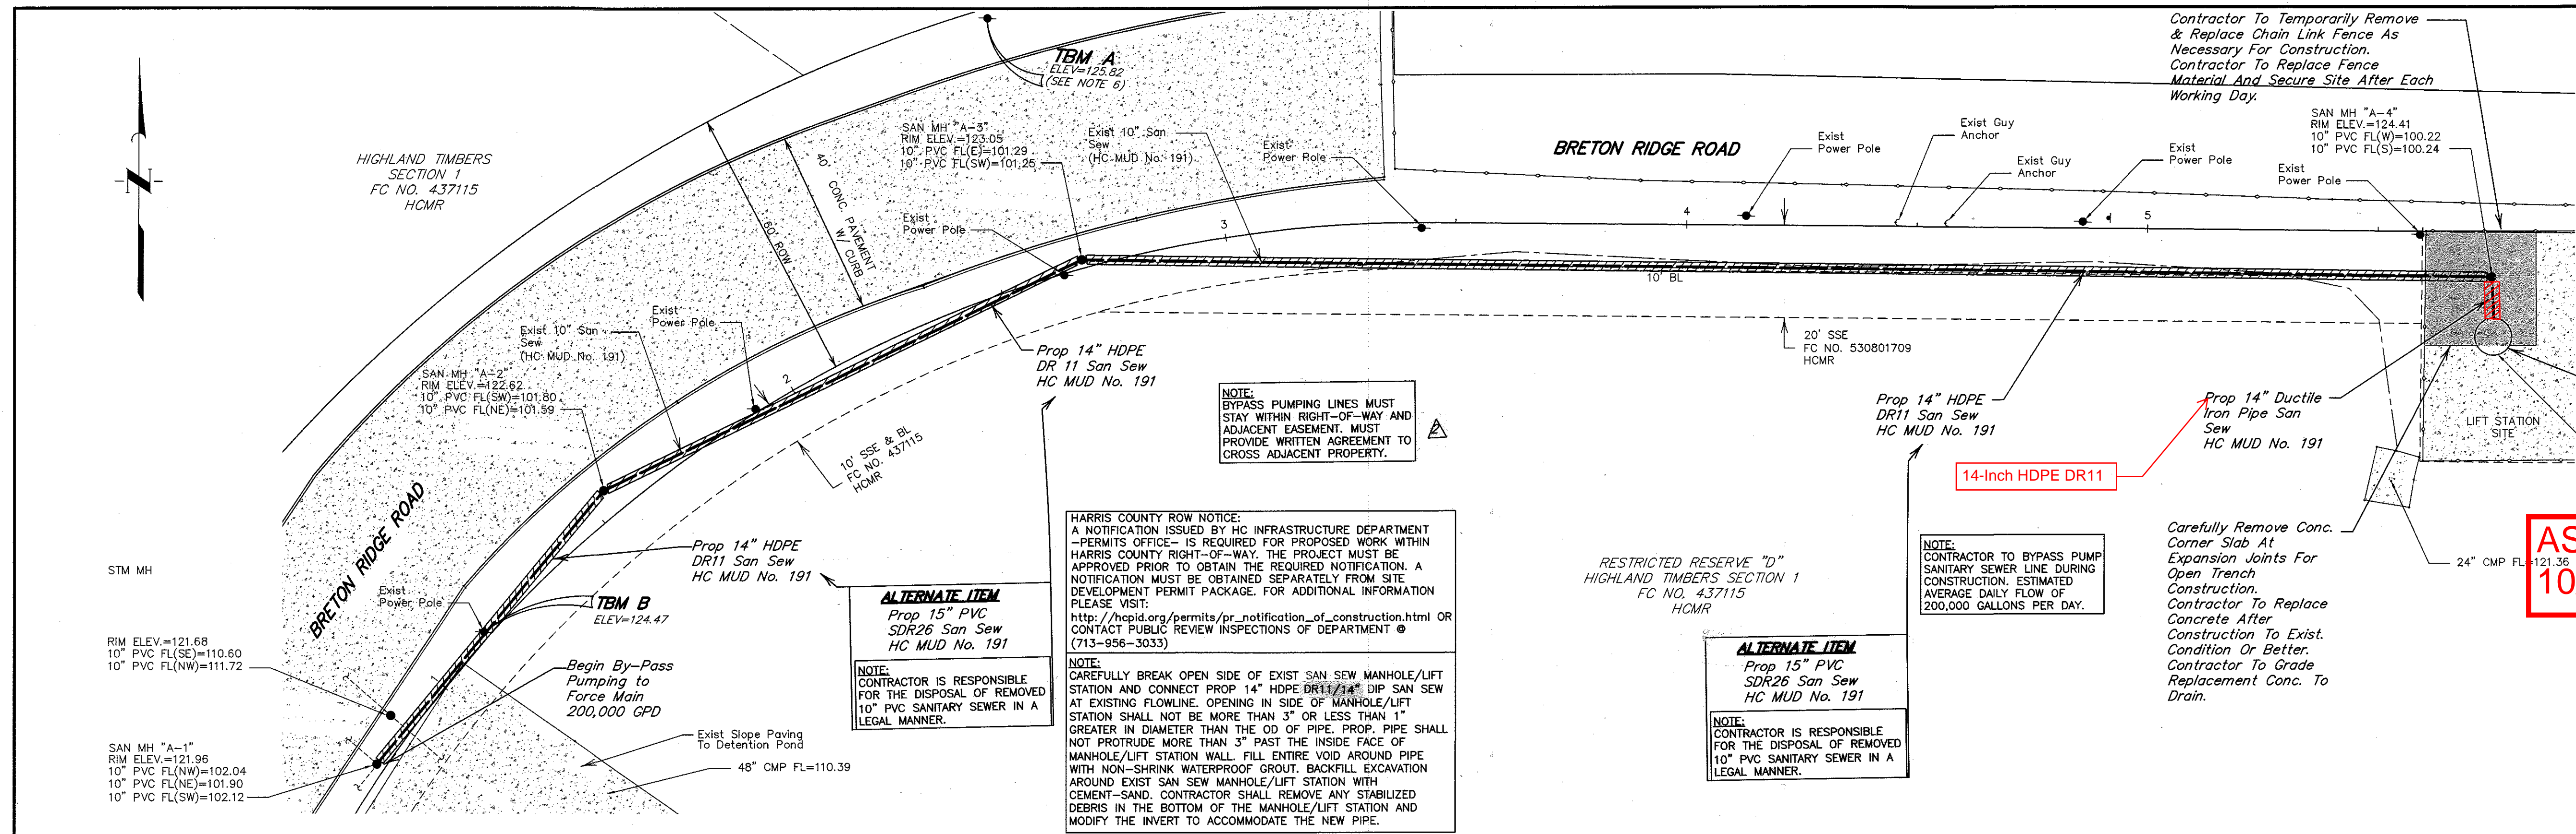 Contractor To Temporarily Remove
& Replace Chain Link Fence As
Necessary For Construction.
Contractor To Replace Fence
Material And Secure Site After Each
Working Day.
TBM A
ELEV=125.82
(SEE NOTE 6)
SAN MH "A-3"
RIM ELEV.=123.05
10" PVC FL(E)=101.29
10" PVC FL(SW)=101.25
Exist 10" San
Sew
(HC MUD No. 191)
Exist
Power Pole
BRETON RIDGE ROAD
Exist
Power Pole
Exist Guy
Anchor
Exist Guy
Anchor
Exist
Power Pole
SAN MH "A-4"
RIM ELEV.=124.41
10" PVC FL(W)=100.22
10" PVC FL(S)=100.24
Exist
Power Pole
N
HIGHLAND TIMBERS
SECTION 1
FC NO. 437115
HCMR
60' ROW
40' CONC. PAVEMENT
W/ CURB
Exist
Power Pole
3
4
5
10' BL
Exist 10" San
Sew
(HC MUD No. 191)
Exist
Power Pole
2
SAN MH "A-2"
RIM ELEV.=122.62
10" PVC FL(SW)=101.80
10" PVC FL(NE)=101.59
Prop 14" HDPE
DR 11 San Sew
HC MUD No. 191
20' SSE
FC NO. 530801709
HCMR
10' SSE & BL
FC NO. 437115
HCMR
NOTE:
BYPASS PUMPING LINES MUST
STAY WITHIN RIGHT-OF-WAY AND
ADJACENT EASEMENT. MUST
PROVIDE WRITTEN AGREEMENT TO
CROSS ADJACENT PROPERTY.
2
Prop 14" HDPE
DR11 San Sew
HC MUD No. 191
Prop 14" Ductile
Iron Pipe San
Sew
HC MUD No. 191
LIFT STATION
SITE
14-Inch HDPE DR11
BRETON RIDGE ROAD
STM MH
RIM ELEV.=121.68
10" PVC FL(SE)=110.60
10" PVC FL(NW)=111.72
Exist
Power Pole
Prop 14" HDPE
DR11 San Sew
HC MUD No. 191
TBM B
ELEV=124.47
1
Begin By-Pass
Pumping to
Force Main
200,000 GPD
SAN MH "A-1"
RIM ELEV.=121.96
10" PVC FL(NW)=102.04
10" PVC FL(NE)=101.90
10" PVC FL(SW)=102.12
Exist Slope Paving
To Detention Pond
48" CMP FL=110.39
ALTERNATE ITEM
Prop 15" PVC
SDR26 San Sew
HC MUD No. 191
NOTE:
CONTRACTOR IS RESPONSIBLE
FOR THE DISPOSAL OF REMOVED
10" PVC SANITARY SEWER IN A
LEGAL MANNER.
HARRIS COUNTY ROW NOTICE:
A NOTIFICATION ISSUED BY HC INFRASTRUCTURE DEPARTMENT
-PERMITS OFFICE- IS REQUIRED FOR PROPOSED WORK WITHIN
HARRIS COUNTY RIGHT-OF-WAY. THE PROJECT MUST BE
APPROVED PRIOR TO OBTAIN THE REQUIRED NOTIFICATION. A
NOTIFICATION MUST BE OBTAINED SEPARATELY FROM SITE
DEVELOPMENT PERMIT PACKAGE. FOR ADDITIONAL INFORMATION
PLEASE VISIT:
http://hcpid.org/permits/pr_notification_of_construction.html OR
CONTACT PUBLIC REVIEW INSPECTIONS OF DEPARTMENT @
(713-956-3033)
NOTE:
CAREFULLY BREAK OPEN SIDE OF EXIST SAN SEW MANHOLE/LIFT
STATION AND CONNECT PROP 14" HDPE DR11/14" DIP SAN SEW
AT EXISTING FLOWLINE. OPENING IN SIDE OF MANHOLE/LIFT
STATION SHALL NOT BE MORE THAN 3" OR LESS THAN 1"
GREATER IN DIAMETER THAN THE OD OF PIPE. PROP. PIPE SHALL
NOT PROTRUDE MORE THAN 3" PAST THE INSIDE FACE OF
MANHOLE/LIFT STATION WALL. FILL ENTIRE VOID AROUND PIPE
WITH NON-SHRINK WATERPROOF GROUT. BACKFILL EXCAVATION
AROUND EXIST SAN SEW MANHOLE/LIFT STATION WITH
CEMENT-SAND. CONTRACTOR SHALL REMOVE ANY STABILIZED
DEBRIS IN THE BOTTOM OF THE MANHOLE/LIFT STATION AND
MODIFY THE INVERT TO ACCOMMODATE THE NEW PIPE.
RESTRICTED RESERVE "D"
HIGHLAND TIMBERS SECTION 1
FC NO. 437115
HCMR
ALTERNATE ITEM
Prop 15" PVC
SDR26 San Sew
HC MUD No. 191
NOTE:
CONTRACTOR IS RESPONSIBLE
FOR THE DISPOSAL OF REMOVED
10" PVC SANITARY SEWER IN A
LEGAL MANNER.
NOTE:
CONTRACTOR TO BYPASS PUMP
SANITARY SEWER LINE DURING
CONSTRUCTION. ESTIMATED
AVERAGE DAILY FLOW OF
200,000 GALLONS PER DAY.
Carefully Remove Conc.
Corner Slab At
Expansion Joints For
Open Trench
Construction.
Contractor To Replace
Concrete After
Construction To Exist.
Condition Or Better.
Contractor To Grade
Replacement Conc. To
Drain.
24" CMP FL=121.36
AS
10